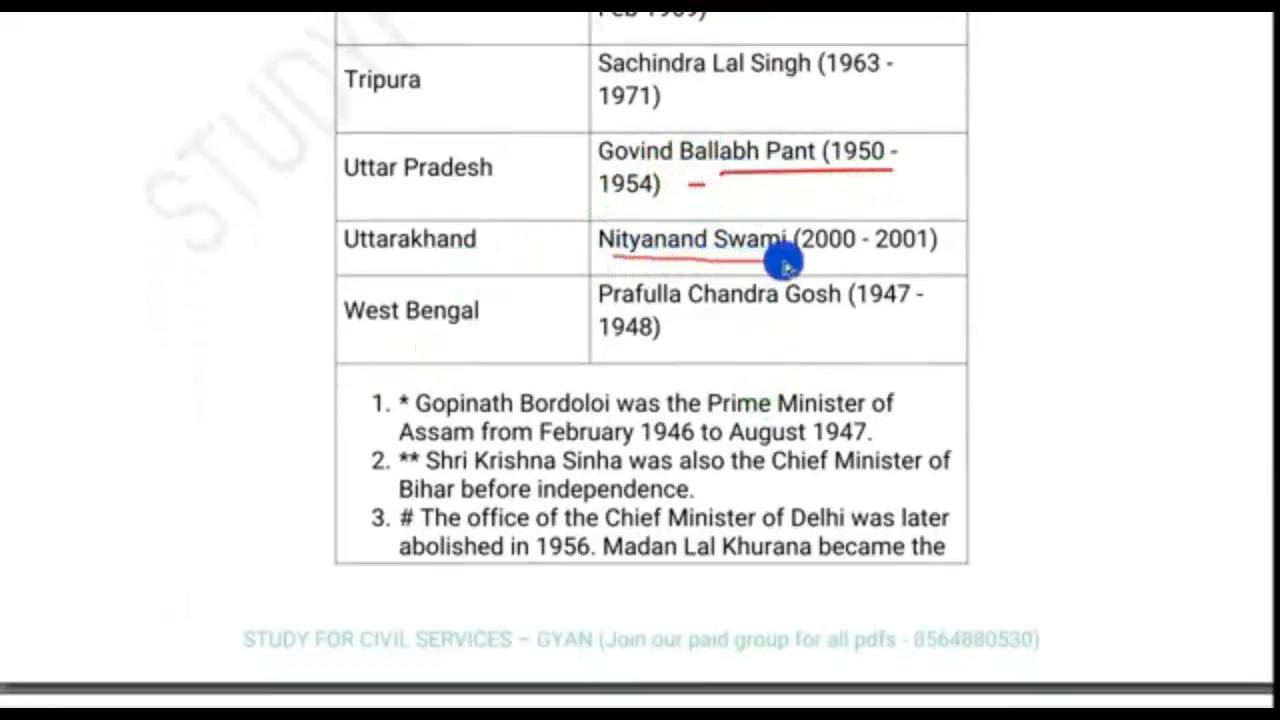 Tripura
Sachindra Lal Singh (1963 -
1971)
Uttar Pradesh
Govind Ballabh Pant (1950 -
1954)
Uttarakhand
Nityanand Swami (2000 - 2001)
West Bengal
Prafulla Chandra Gosh (1947 -
1948)
1. * Gopinath Bordoloi was the Prime Minister of
Assam from February 1946 to August 1947.
2. ** Shri Krishna Sinha was also the Chief Minister of
Bihar before independence.
3. # The office of the Chief Minister of Delhi was later
abolished in 1956. Madan Lal Khurana became the
STUDY FOR CIVIL SERVICES – GYAN (Join our paid group for all pdfs - 8564880530)